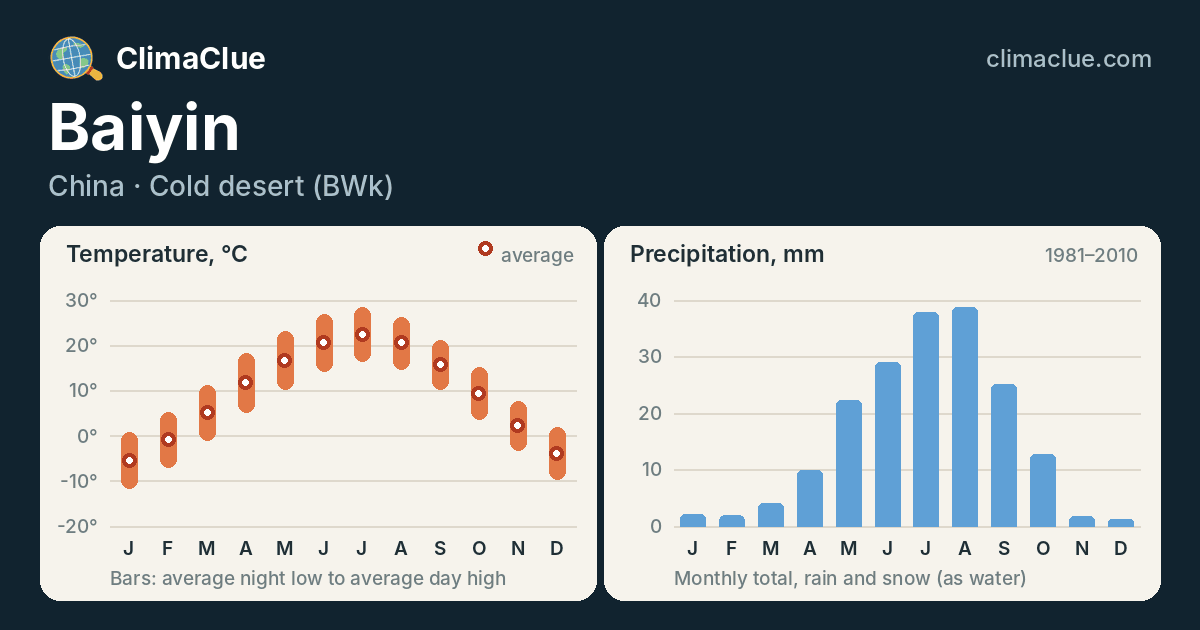 ClimaClue
climaclue.com
Baiyin
China · Cold desert (BWk)
Temperature, °C
average
30°
20°
10°
0°
-10°
-20°
J F M A M J J A S O N D
Bars: average night low to average day high
Precipitation, mm
1981–2010
40
30
20
10
0
J F M A M J J A S O N D
Monthly total, rain and snow (as water)